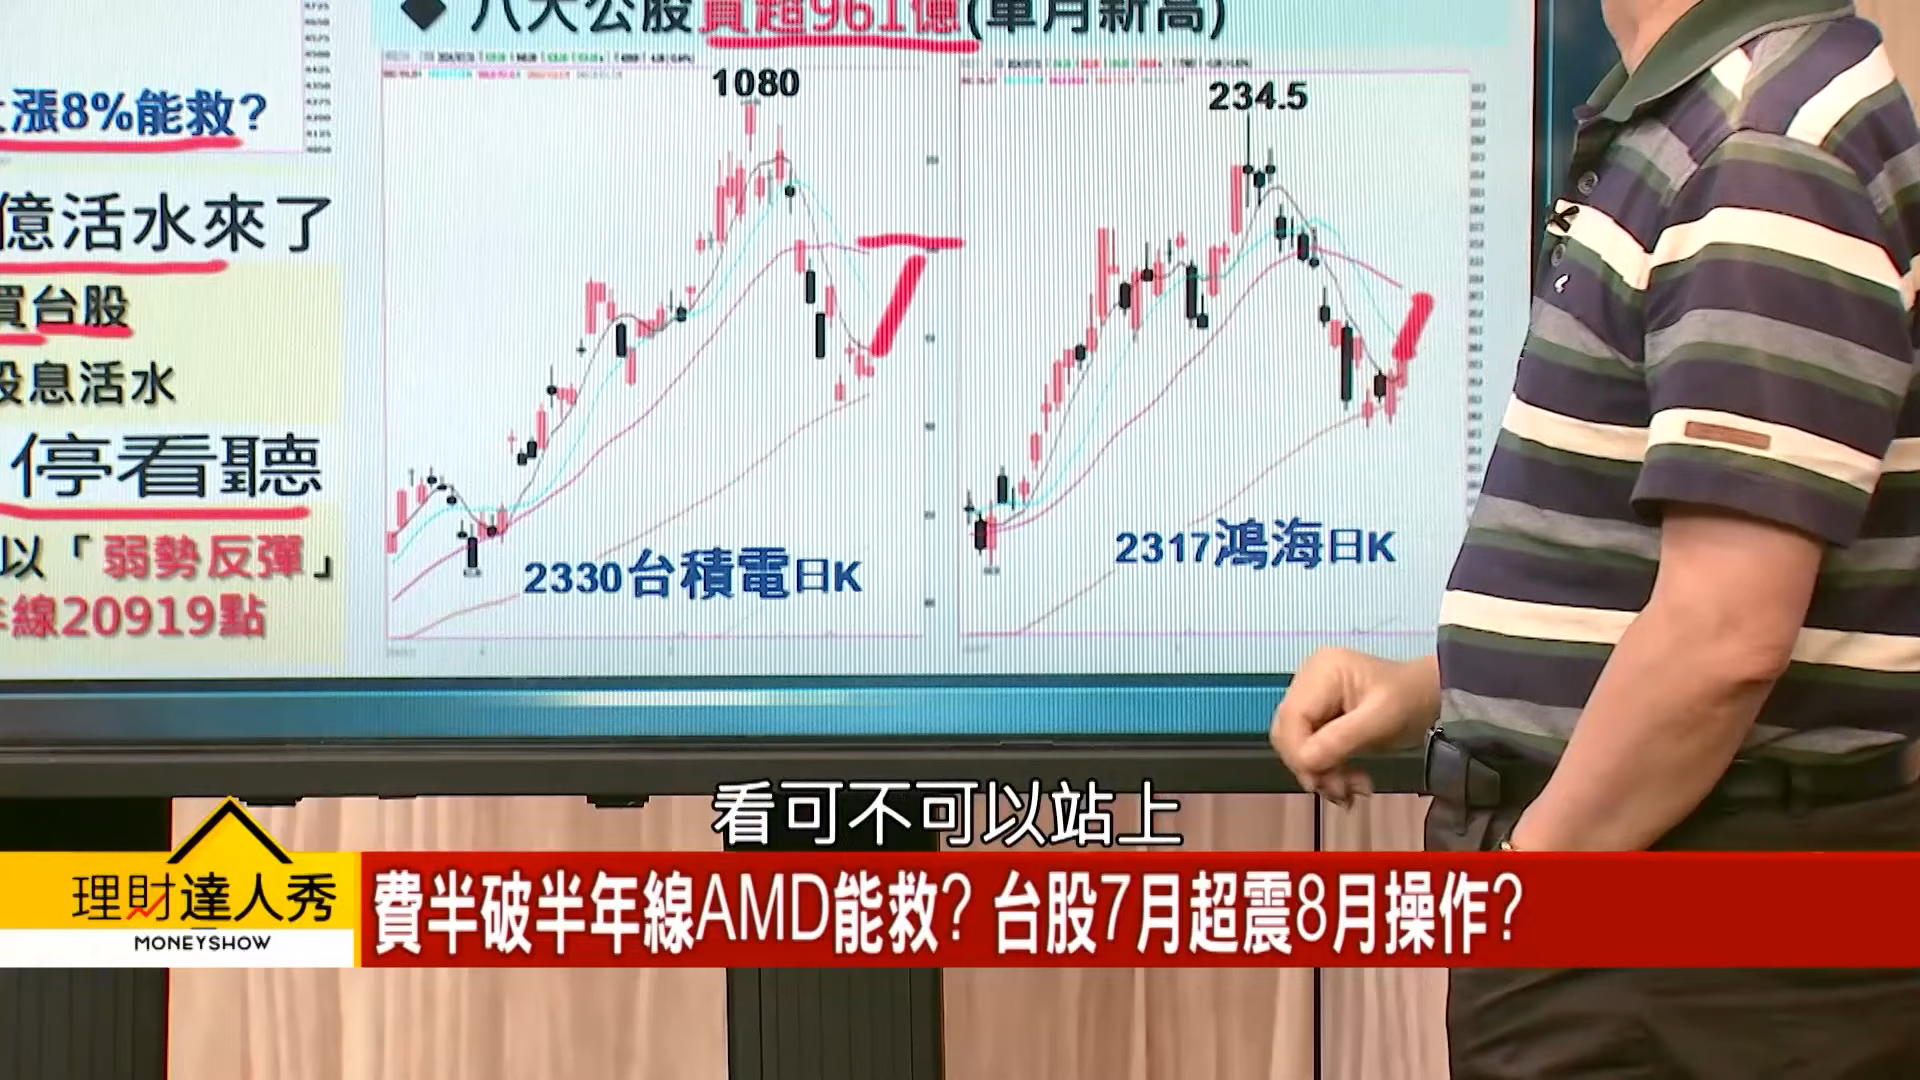 ◆ 八大公股買超961億(單月新高)
漲8%能救?
億活水來了
買台股
股息活水
停看聽
以「弱勢反彈」
年線20919點
1080
2330台積電日K
234.5
2317鴻海日K
看可不可以站上
理財達人秀
MONEYSHOW
費半破半年線AMD能救? 台股7月超震8月操作?